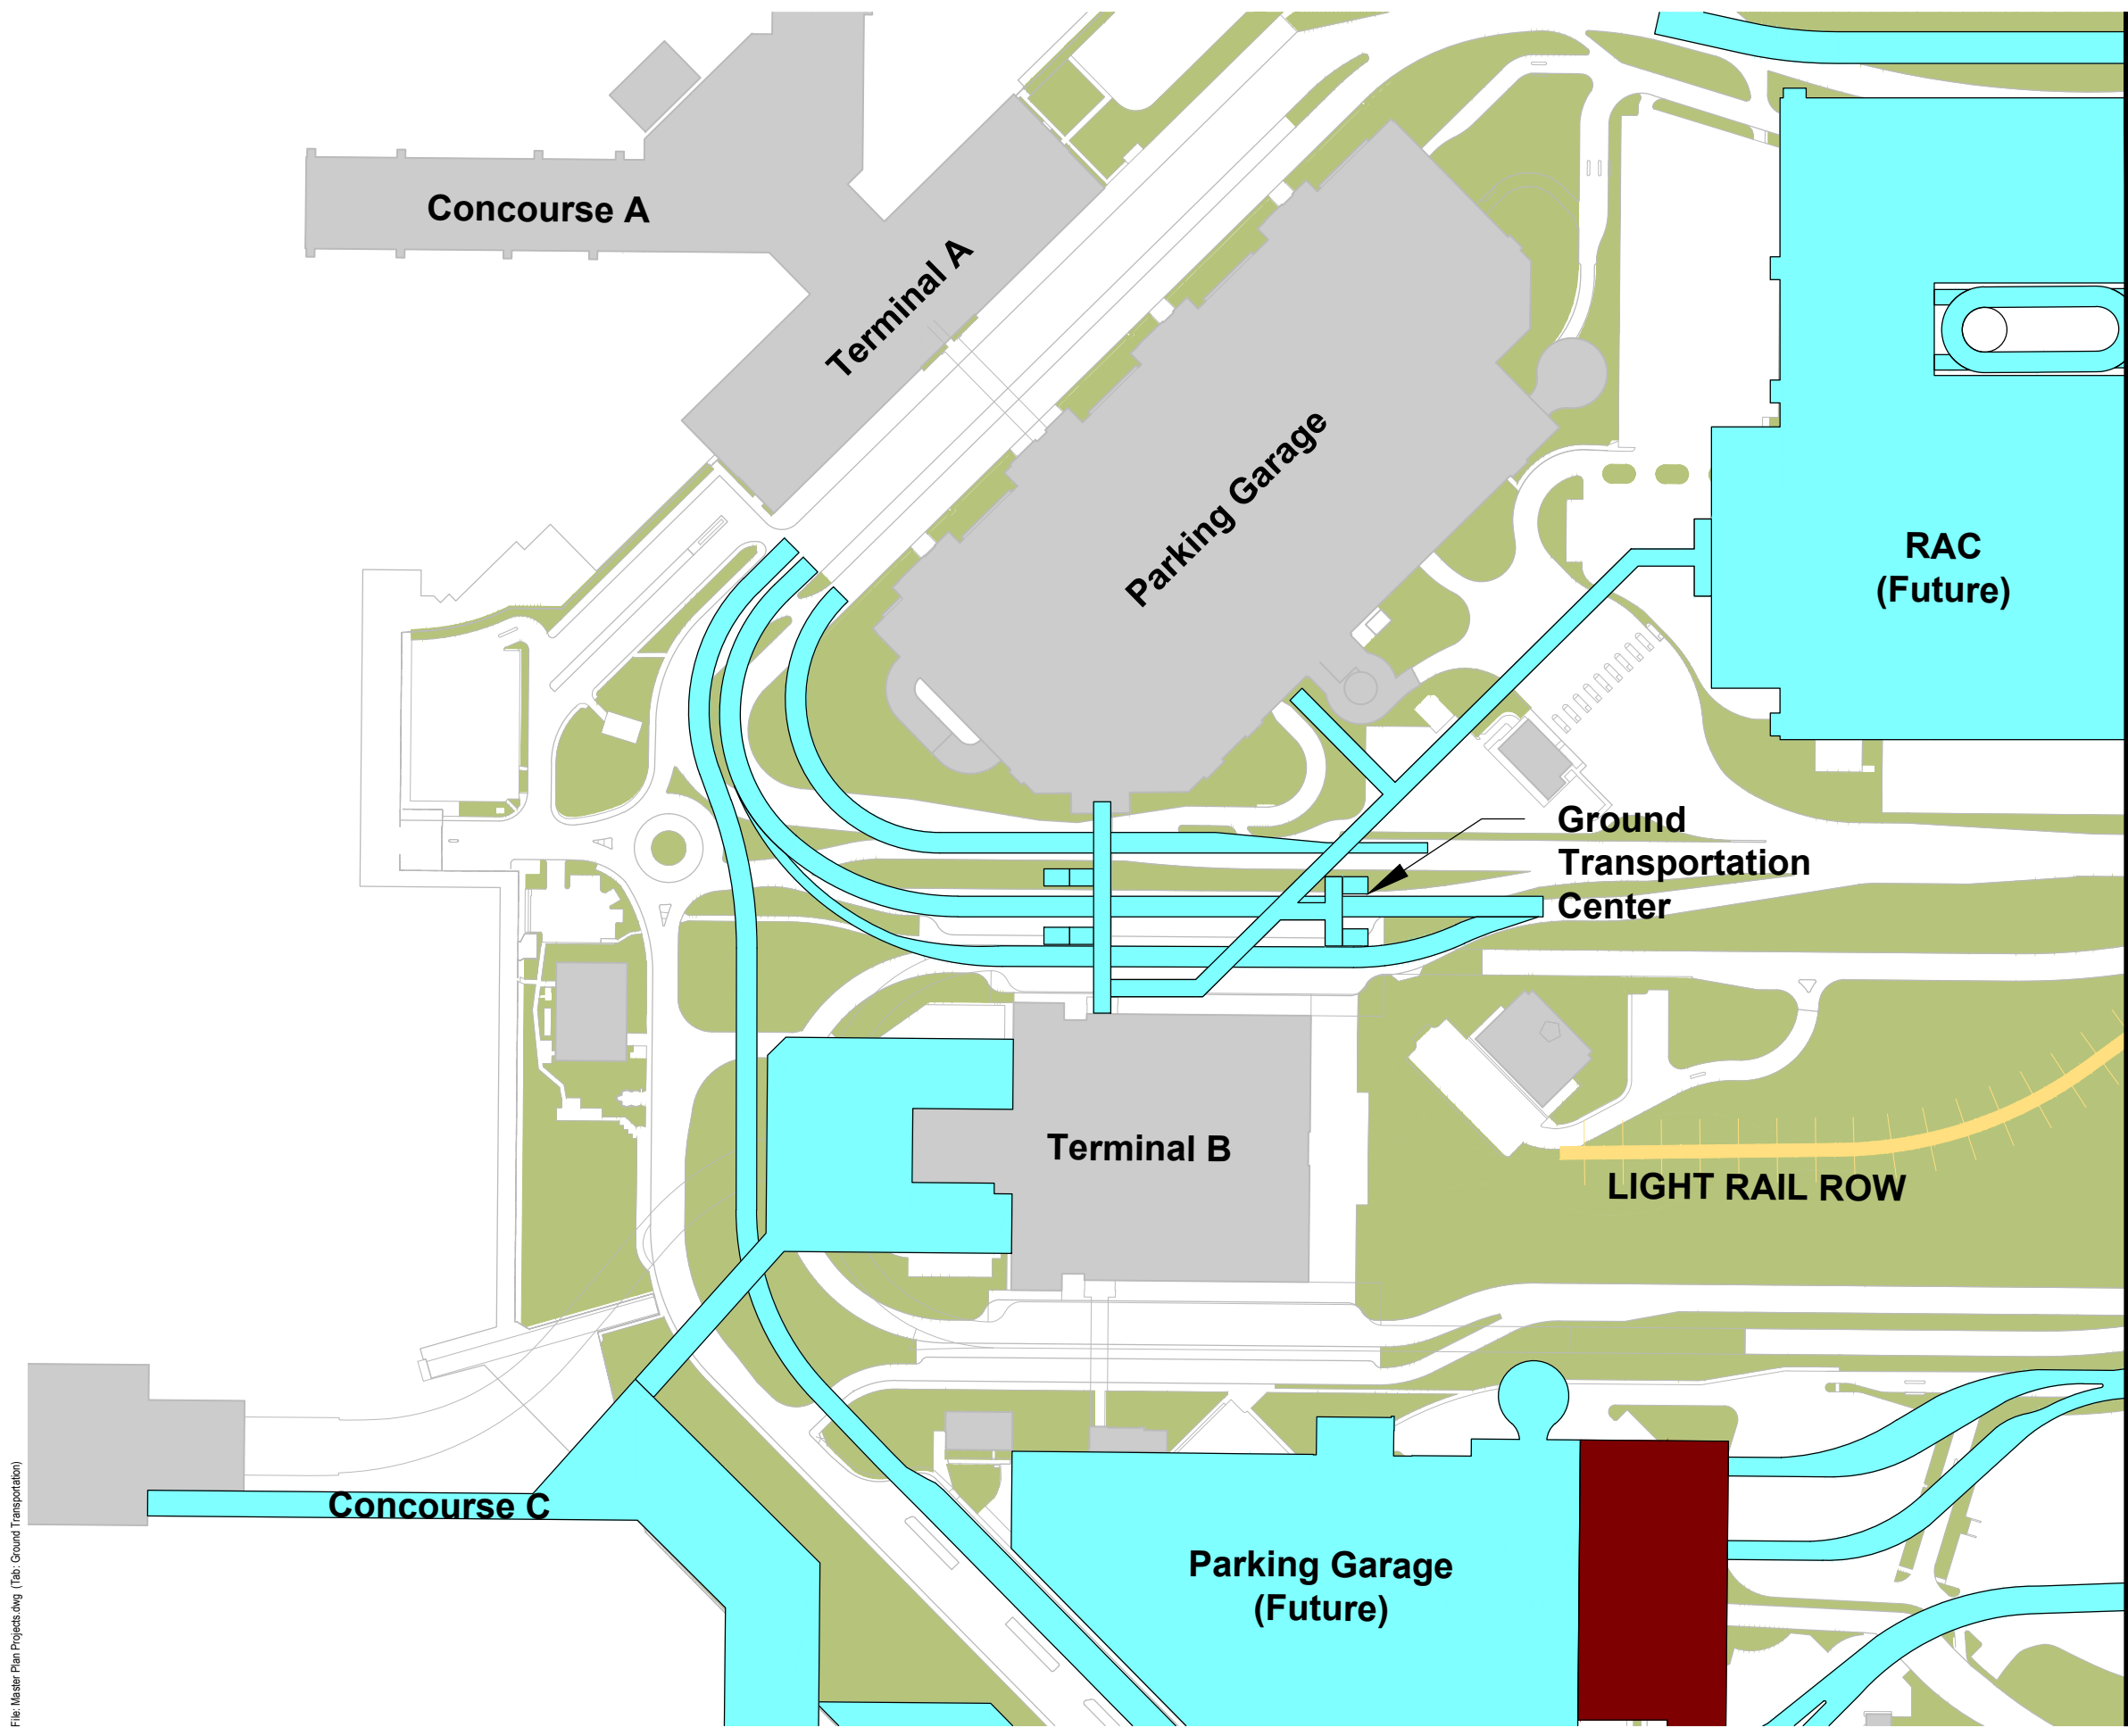 Concourse A
Terminal A
Parking Garage
RAC
(Future)
Ground
Transportation
Center
Terminal B
LIGHT RAIL ROW
Concourse C
Parking Garage
(Future)
File: Master Plan Projects.dwg (Tab: Ground Transportation)